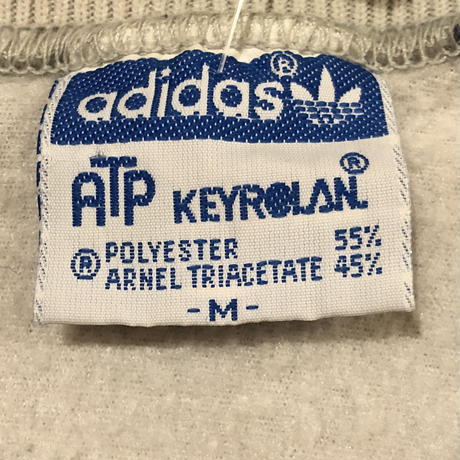 adidas®
ATP KEYROLAN.®
POLYESTER 55%
® ARNEL TRIACETATE 45%
-M-